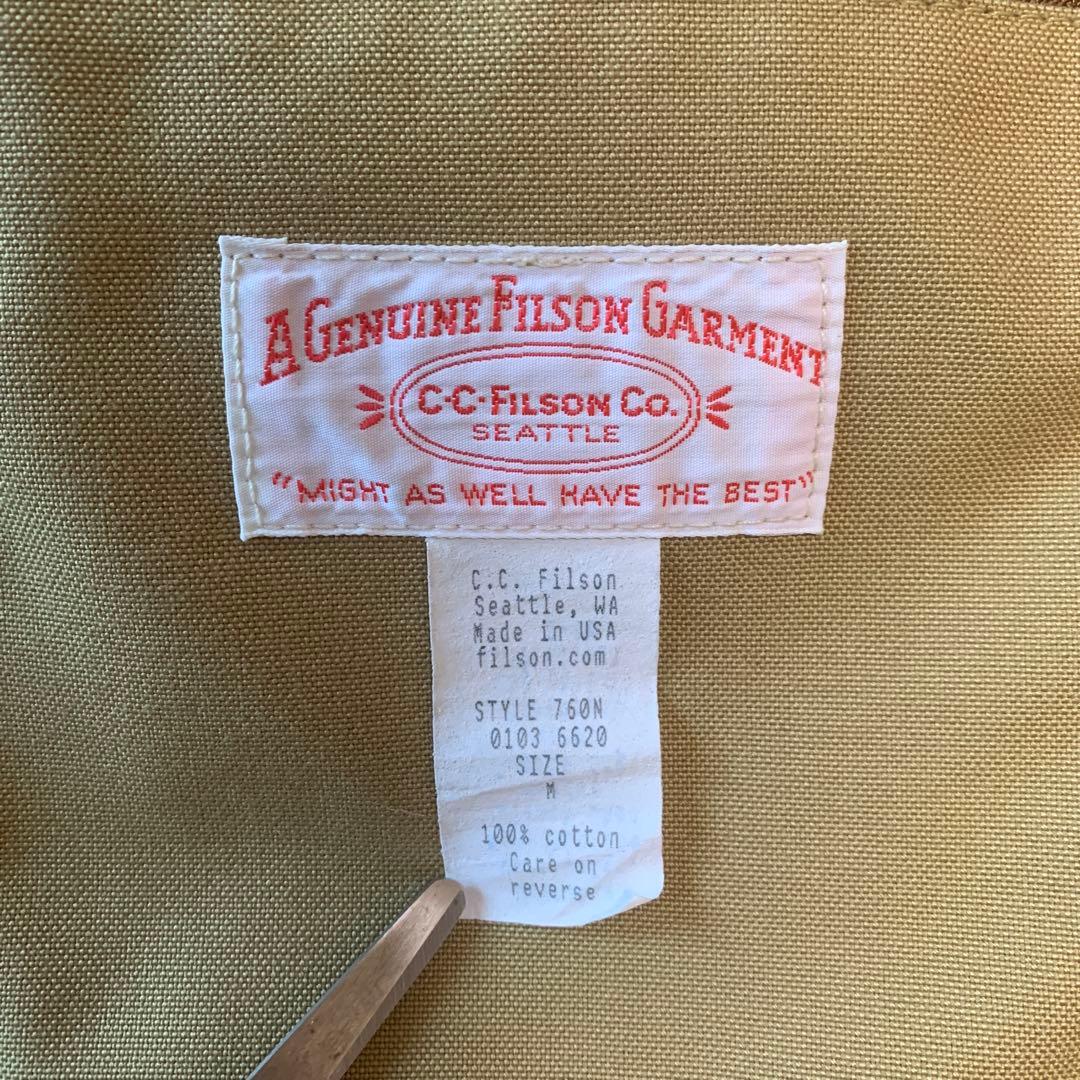 A GENUINE FILSON GARMENT
C·C·FILSON CO.
SEATTLE
"MIGHT AS WELL HAVE THE BEST"
C.C. Filson
Seattle, WA
Made in USA
filson.com
STYLE 760N
0103 6620
SIZE
M
100% cotton
Care on
reverse